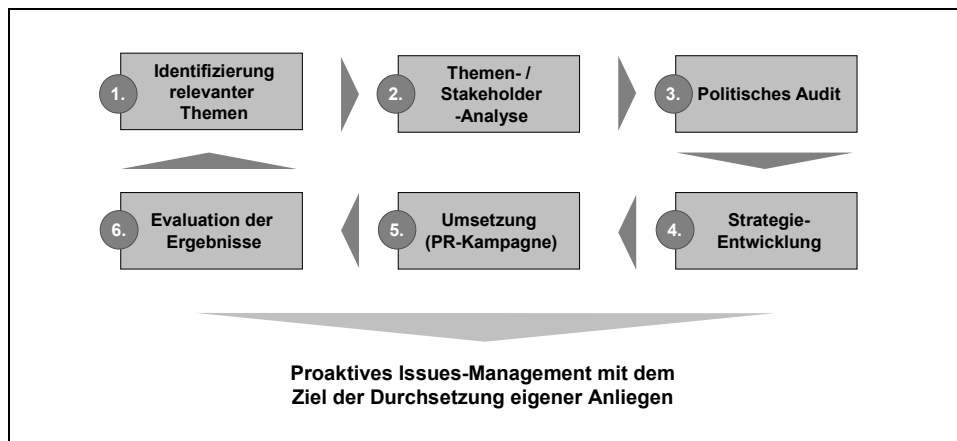 1.
Identifizierung
relevanter
Themen
2.
Themen- /
Stakeholder
-Analyse
3.
Politisches Audit
4.
Strategie-
Entwicklung
5.
Umsetzung
(PR-Kampagne)
6.
Evaluation der
Ergebnisse
Proaktives Issues-Management mit dem
Ziel der Durchsetzung eigener Anliegen